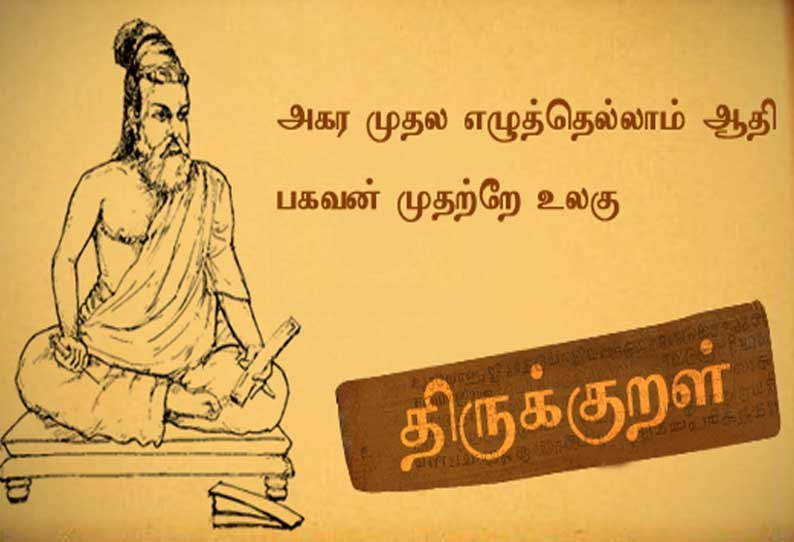 அகர முதல எழுத்தெல்லாம் ஆதி
பகவன் முதற்றே உலகு
திருக்குறள்